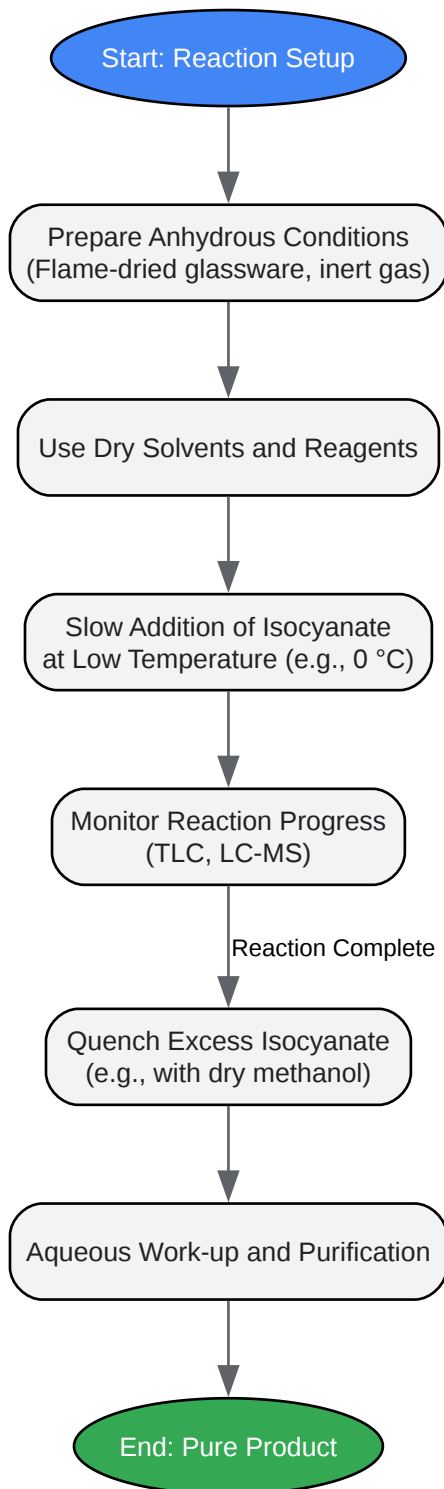 Start: Reaction Setup
Prepare Anhydrous Conditions
(Flame-dried glassware, inert gas)
Use Dry Solvents and Reagents
Slow Addition of Isocyanate
at Low Temperature (e.g., 0 °C)
Monitor Reaction Progress
(TLC, LC-MS)
Reaction Complete
Quench Excess Isocyanate
(e.g., with dry methanol)
Aqueous Work-up and Purification
End: Pure Product